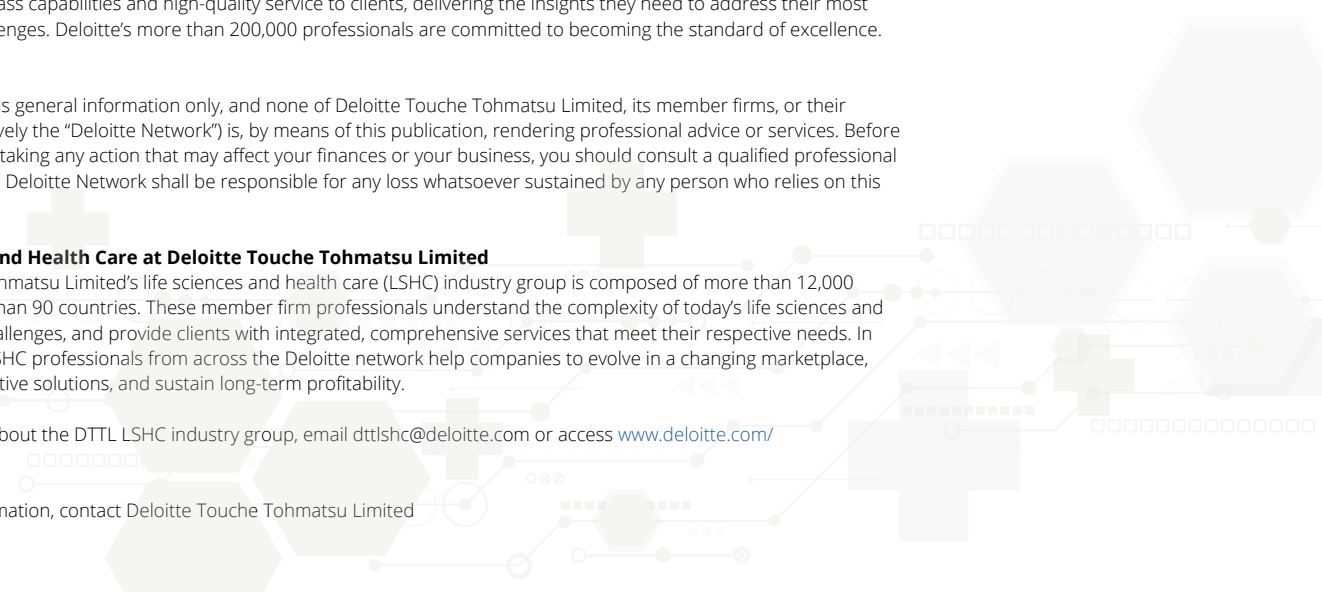 ass capabilities and high-quality service to clients, delivering the insights they need to address their most
enges. Deloitte’s more than 200,000 professionals are committed to becoming the standard of excellence.
s general information only, and none of Deloitte Touche Tohmatsu Limited, its member firms, or their
vely the “Deloitte Network”) is, by means of this publication, rendering professional advice or services. Before
taking any action that may affect your finances or your business, you should consult a qualified professional
Deloitte Network shall be responsible for any loss whatsoever sustained by any person who relies on this
nd Health Care at Deloitte Touche Tohmatsu Limited
hmatsu Limited’s life sciences and health care (LSHC) industry group is composed of more than 12,000
han 90 countries. These member firm professionals understand the complexity of today’s life sciences and
allenges, and provide clients with integrated, comprehensive services that meet their respective needs. In
SHC professionals from across the Deloitte network help companies to evolve in a changing marketplace,
tive solutions, and sustain long-term profitability.
bout the DTTL LSHC industry group, email dttlshc@deloitte.com or access www.deloitte.com/
mation, contact Deloitte Touche Tohmatsu Limited